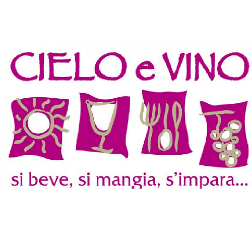 CIELO e VINO
si beve, si mangia, s'impara...